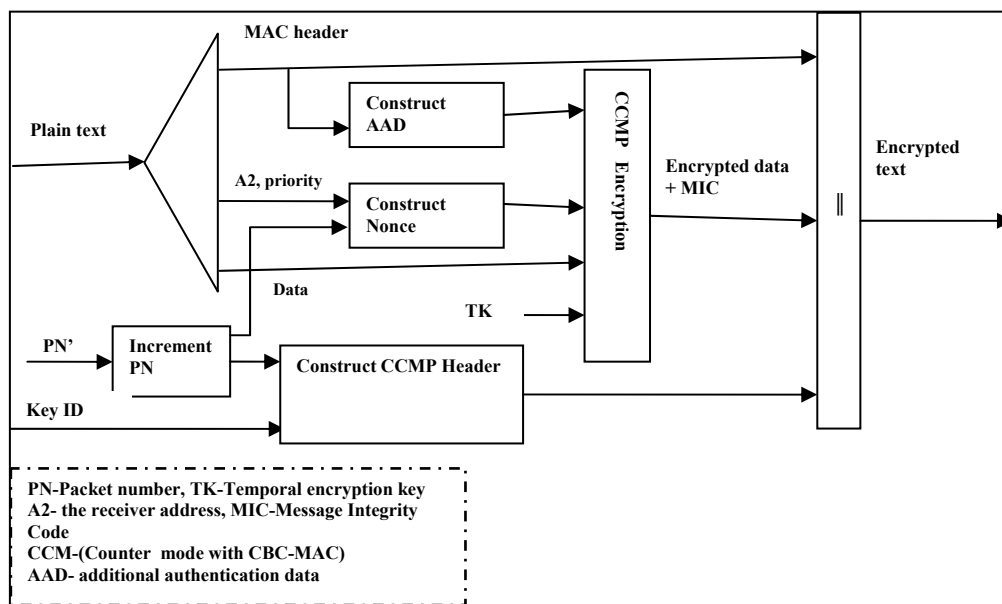 MAC header
Construct
AAD
Plain text
CCMP Encryption
Encrypted data
+ MIC
Encrypted
text
A2, priority
Construct
Nonce
||
Data
TK
PN’
Increment
PN
Construct CCMP Header
Key ID
PN-Packet number, TK-Temporal encryption key
A2- the receiver address, MIC-Message Integrity
Code
CCM-(Counter mode with CBC-MAC)
AAD- additional authentication data